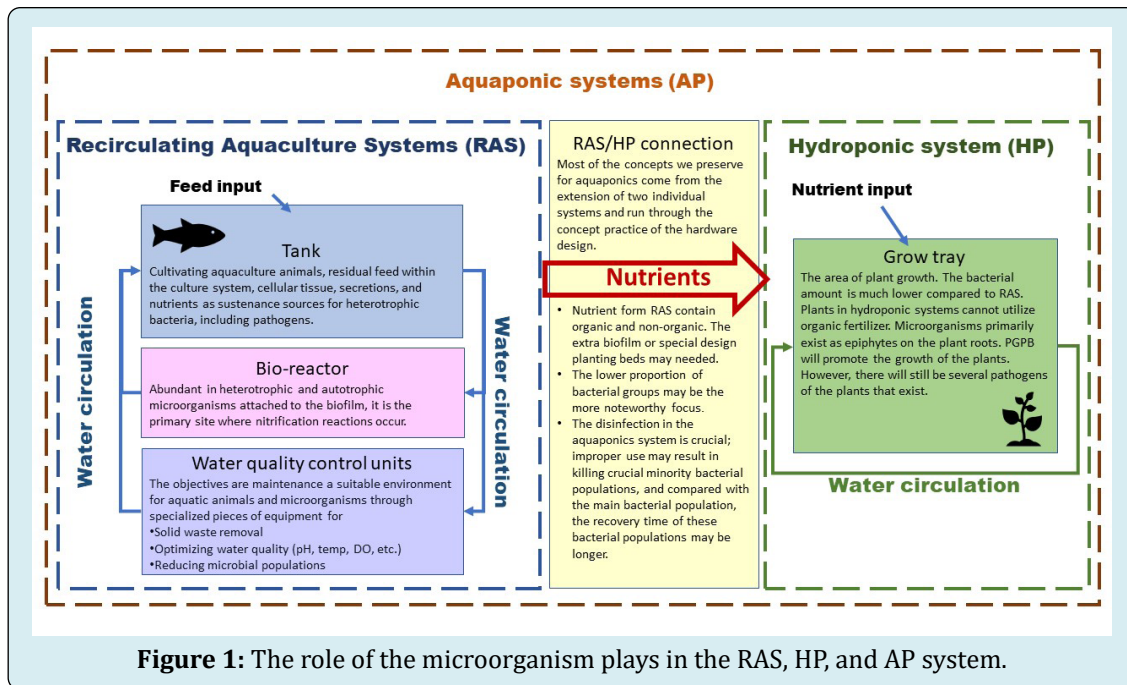 Aquaponic systems (AP)
Recirculating Aquaculture Systems (RAS)
Feed input
Tank
Cultivating aquaculture animals, residual feed within
the culture system, cellular tissue, secretions, and
nutrients as sustenance sources for heterotrophic
bacteria, including pathogens.
Bio-reactor
Abundant in heterotrophic and autotrophic
microorganisms attached to the biofilm, it is the
primary site where nitrification reactions occur.
Water quality control units
The objectives are maintenance a suitable environment
for aquatic animals and microorganisms through
specialized pieces of equipment for
•Solid waste removal
•Optimizing water quality (pH, temp, DO, etc.)
•Reducing microbial populations
Water circulation
Water circulation
RAS/HP connection
Most of the concepts we preserve
for aquaponics come from the
extension of two individual
systems and run through the
concept practice of the hardware
design.
Nutrients
• Nutrient form RAS contain
organic and non-organic. The
extra biofilm or special design
planting beds may needed.
• The lower proportion of
bacterial groups may be the
more noteworthy focus.
• The disinfection in the
aquaponics system is crucial;
improper use may result in
killing crucial minority bacterial
populations, and compared with
the main bacterial population,
the recovery time of these
bacterial populations may be
longer.
Hydroponic system (HP)
Nutrient input
Grow tray
The area of plant growth. The bacterial
amount is much lower compared to RAS.
Plants in hydroponic systems cannot utilize
organic fertilizer. Microorganisms primarily
exist as epiphytes on the plant roots. PGPB
will promote the growth of the plants.
However, there will still be several pathogens
of the plants that exist.
Water circulation
Figure 1: The role of the microorganism plays in the RAS, HP, and AP system.